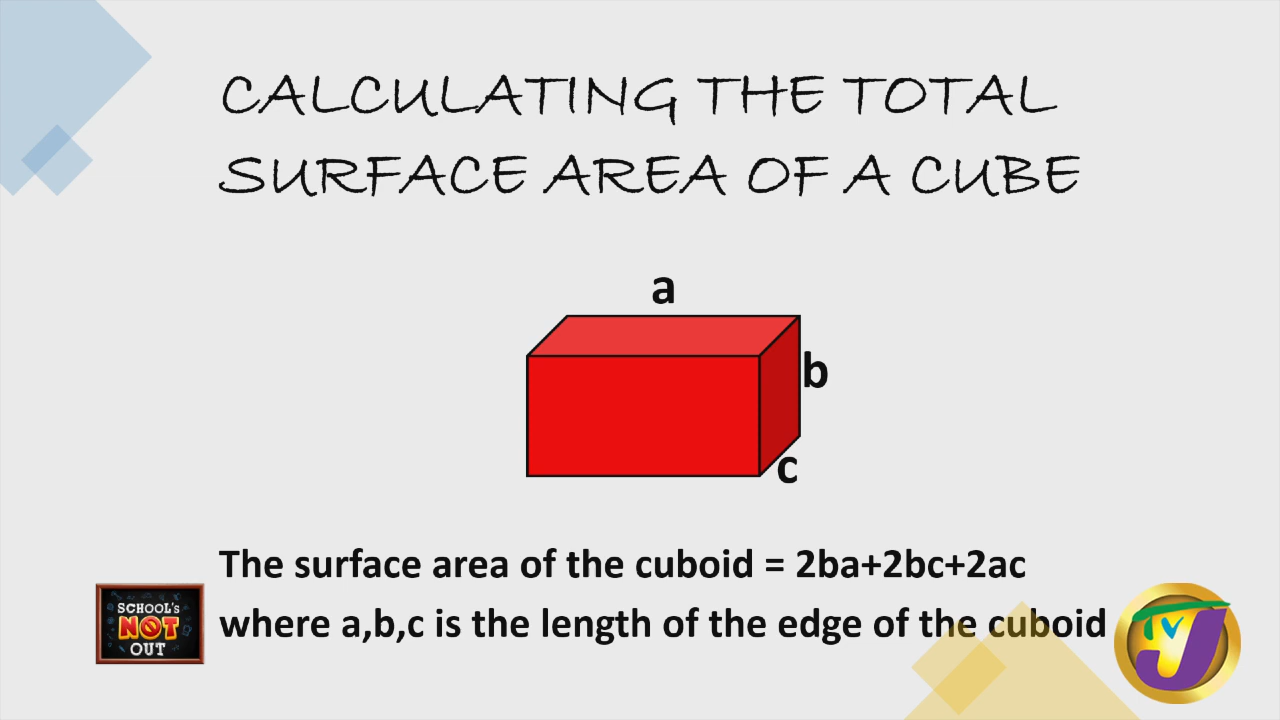 CALCULATING THE TOTAL
SURFACE AREA OF A CUBE
a
b
c
The surface area of the cuboid = 2ba+2bc+2ac
where a,b,c is the length of the edge of the cuboid
SCHOOL's
NOT
OUT
TVJ